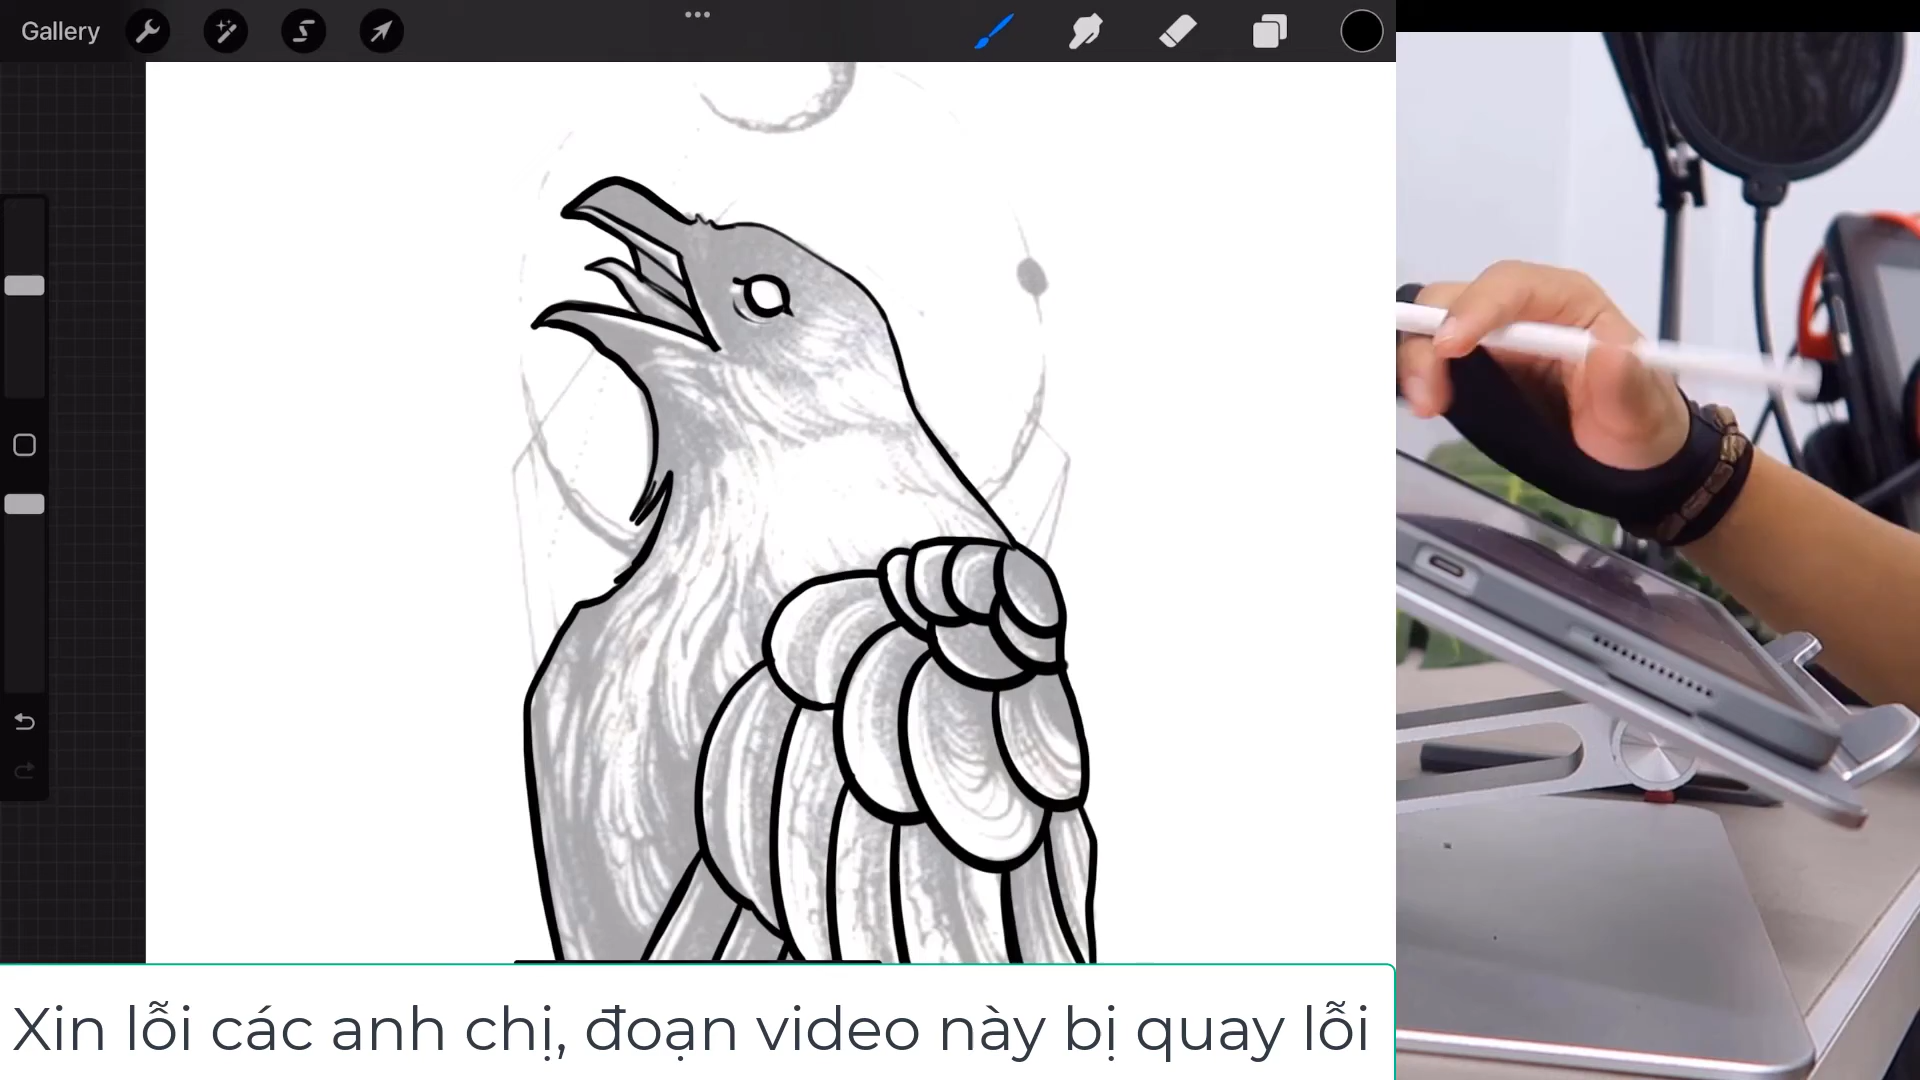 Gallery
Xin lỗi các anh chị, đoạn video này bị quay lỗi